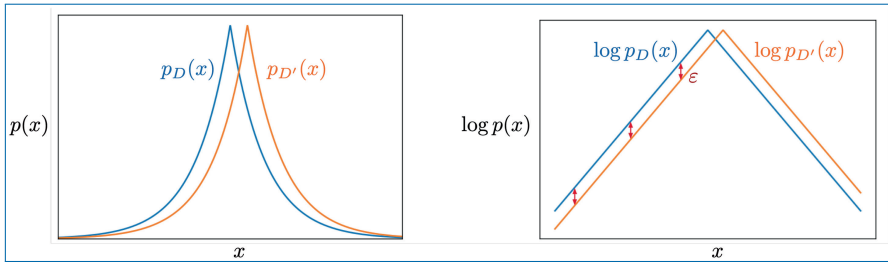 p(x)
p_D(x)
p_{D'}(x)
x
log p(x)
log p_D(x)
log p_{D'}(x)
ε
x